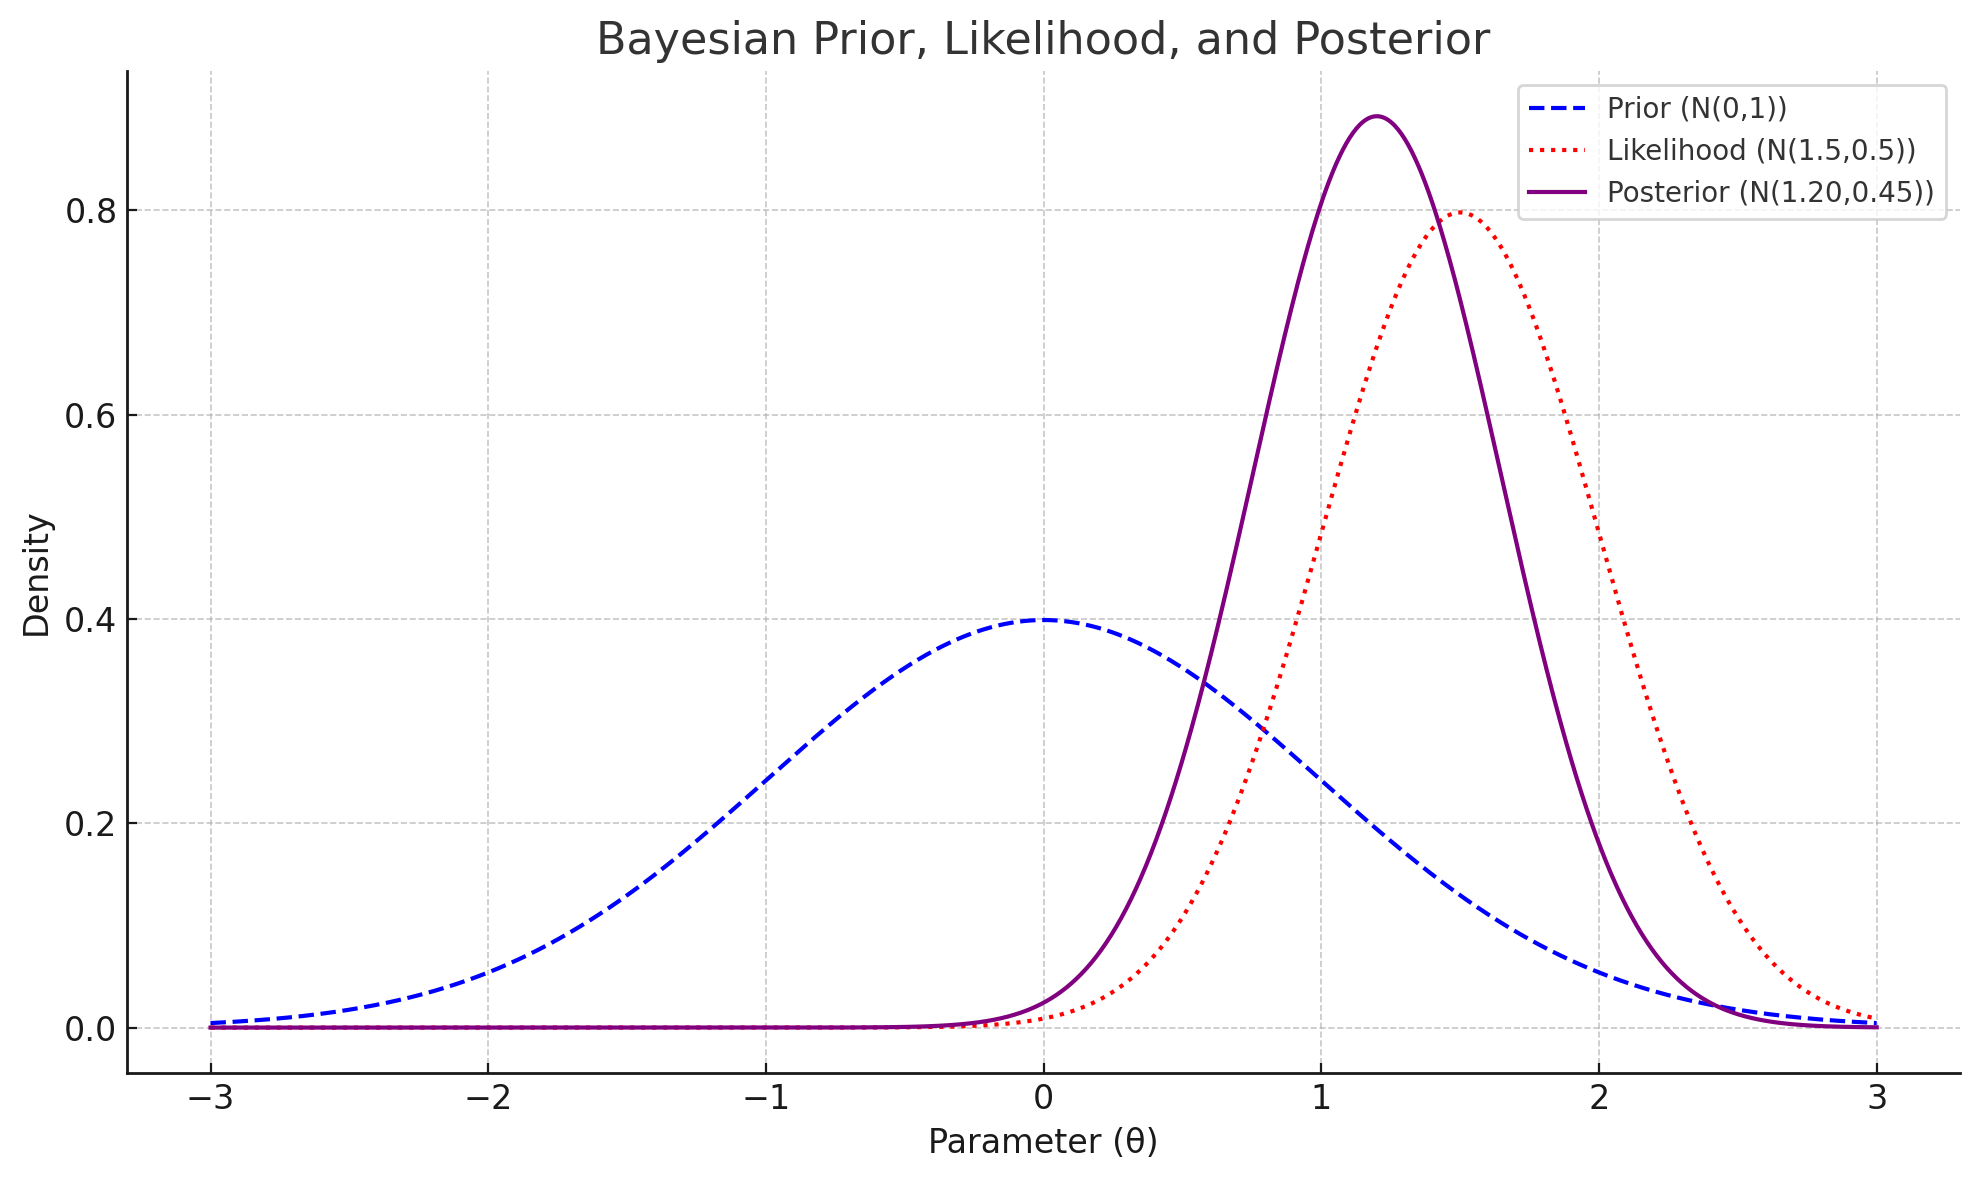 Bayesian Prior, Likelihood, and Posterior
Prior (N(0,1))
Likelihood (N(1.5,0.5))
Posterior (N(1.20,0.45))
Density
0.8
0.6
0.4
0.2
0.0
−3 −2 −1 0 1 2 3
Parameter (θ)